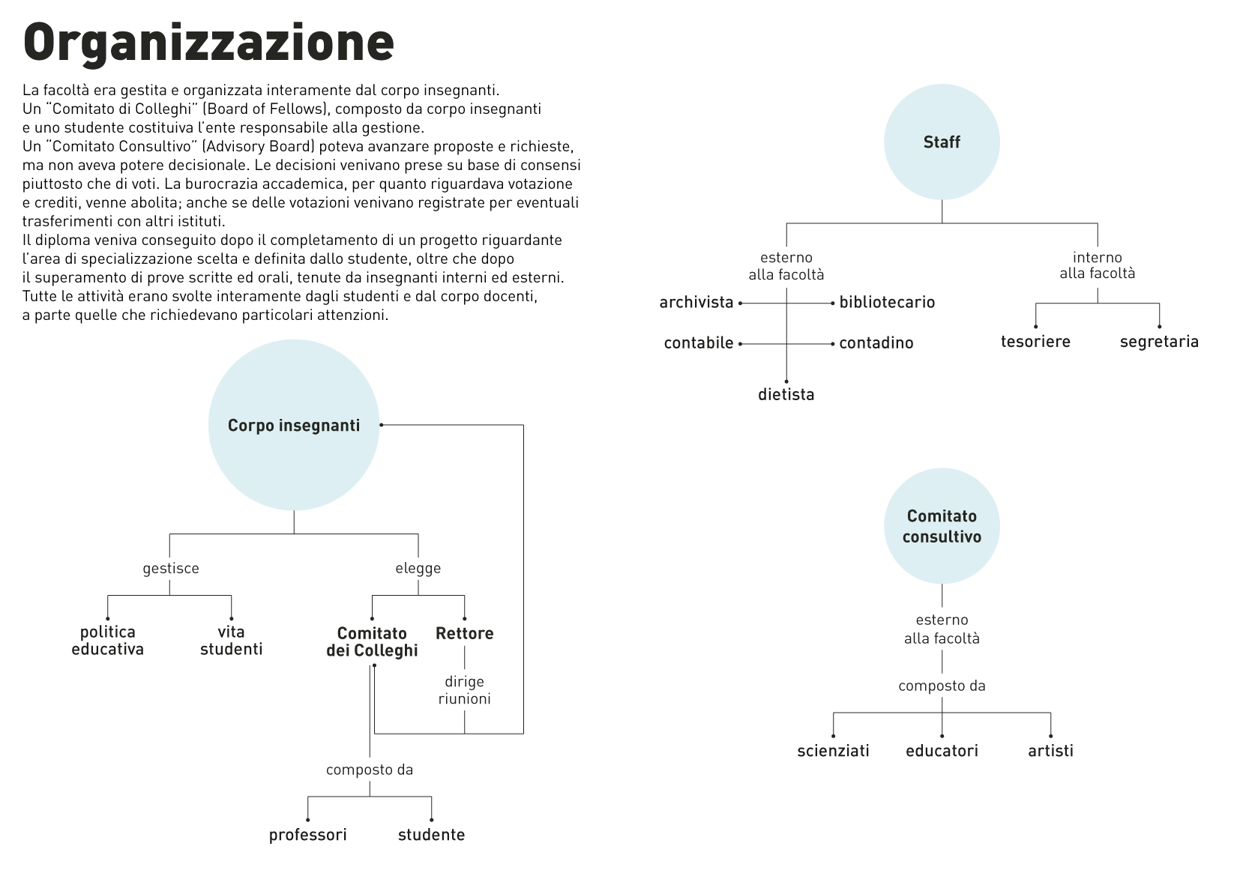 Organizzazione
La facoltà era gestita e organizzata interamente dal corpo insegnanti.
Un “Comitato di Colleghi” (Board of Fellows), composto da corpo insegnanti
e uno studente costituiva l’ente responsabile alla gestione.
Un “Comitato Consultivo” (Advisory Board) poteva avanzare proposte e richieste,
ma non aveva potere decisionale. Le decisioni venivano prese su base di consensi
piuttosto che di voti. La burocrazia accademica, per quanto riguardava votazione
e crediti, venne abolita; anche se delle votazioni venivano registrate per eventuali
trasferimenti con altri istituti.
Il diploma veniva conseguito dopo il completamento di un progetto riguardante
l’area di specializzazione scelta e definita dallo studente, oltre che dopo
il superamento di prove scritte ed orali, tenute da insegnanti interni ed esterni.
Tutte le attività erano svolte interamente dagli studenti e dal corpo docenti,
a parte quelle che richiedevano particolari attenzioni.
Corpo insegnanti
gestisce
elegge
politica
educativa
vita
studenti
Comitato
dei Colleghi
Rettore
dirige
riunioni
composto da
professori
studente
Staff
esterno
alla facoltà
interno
alla facoltà
archivista
bibliotecario
contabile
contadino
dietista
tesoriere
segretaria
Comitato
consultivo
esterno
alla facoltà
composto da
scienziati
educatori
artisti